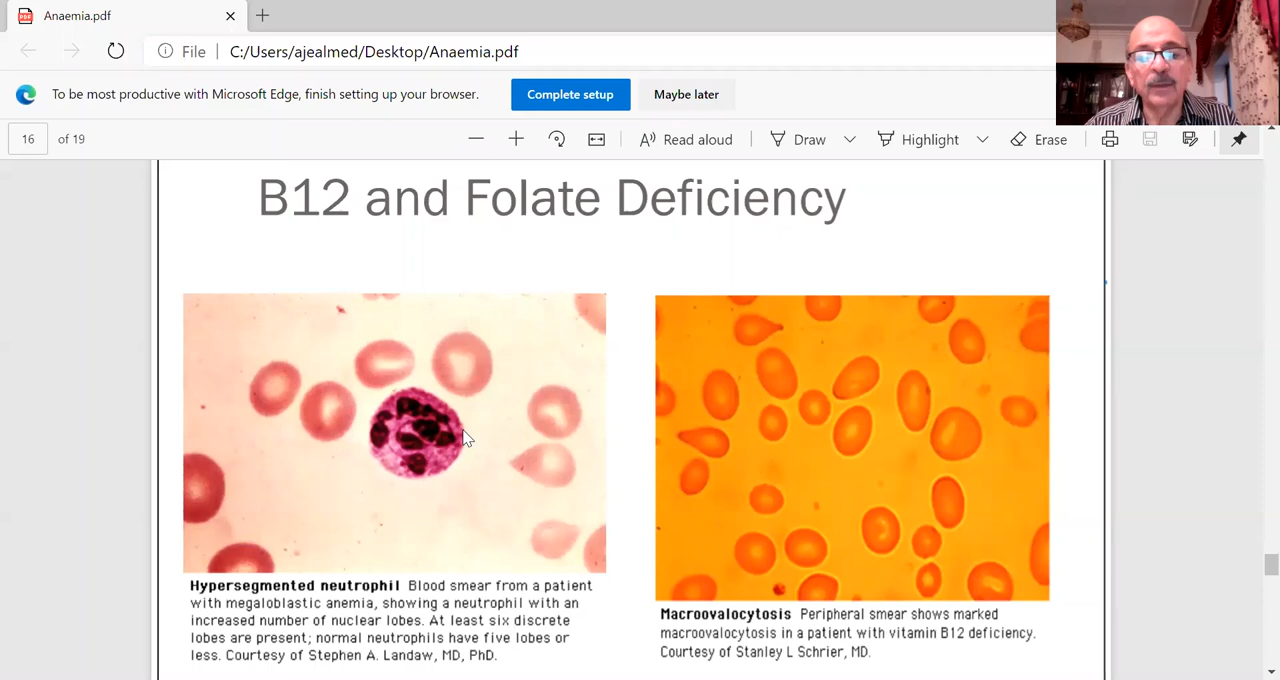 Anaemia.pdf
File | C:/Users/ajealmed/Desktop/Anaemia.pdf
To be most productive with Microsoft Edge, finish setting up your browser. Complete setup Maybe later
16 of 19 Read aloud Draw Highlight Erase
B12 and Folate Deficiency
Hypersegmented neutrophil Blood smear from a patient
with megaloblastic anemia, showing a neutrophil with an
increased number of nuclear lobes. At least six discrete
lobes are present; normal neutrophils have five lobes or
less. Courtesy of Stephen A. Landaw, MD, PhD.
Macroovalocytosis Peripheral smear shows marked
macroovalocytosis in a patient with vitamin B12 deficiency.
Courtesy of Stanley L Schrier, MD.